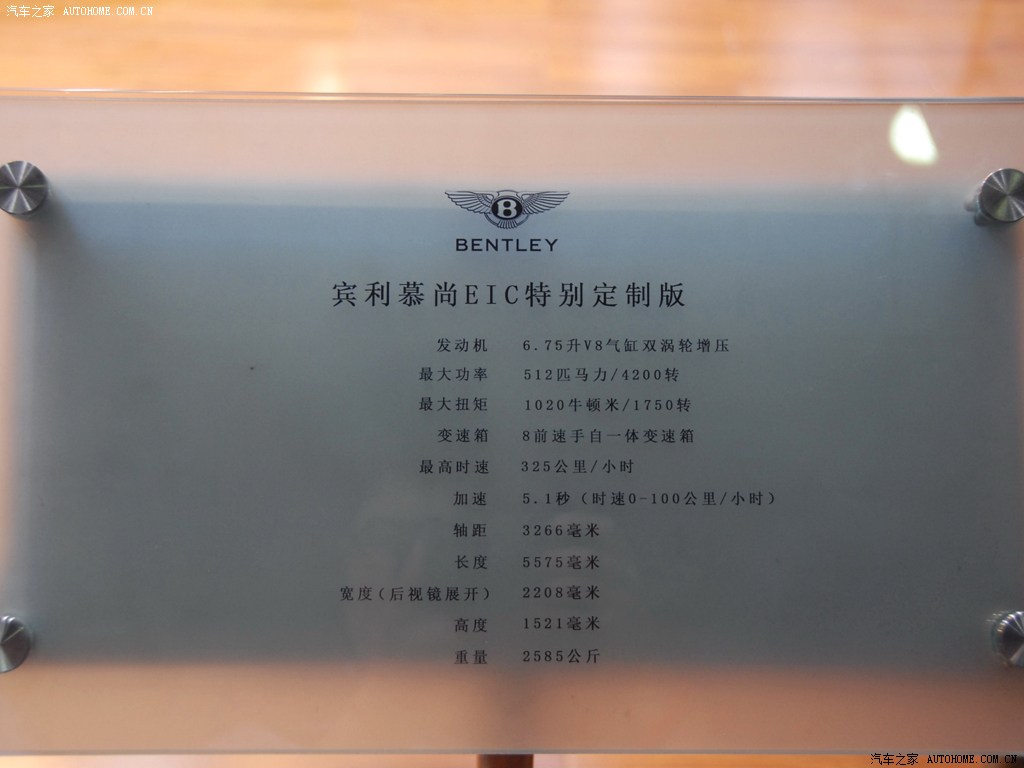 汽车之家 AUTOHOME.COM.CN
B
BENTLEY
宾利慕尚EIC特别定制版
发动机 6.75升V8气缸双涡轮增压
最大功率 512匹马力/4200转
最大扭矩 1020牛顿米/1750转
变速箱 8前速手自一体变速箱
最高时速 325公里/小时
加速 5.1秒（时速0-100公里/小时）
轴距 3266毫米
长度 5575毫米
宽度（后视镜展开） 2208毫米
高度 1521毫米
重量 2585公斤
汽车之家 AUTOHOME.COM.CN